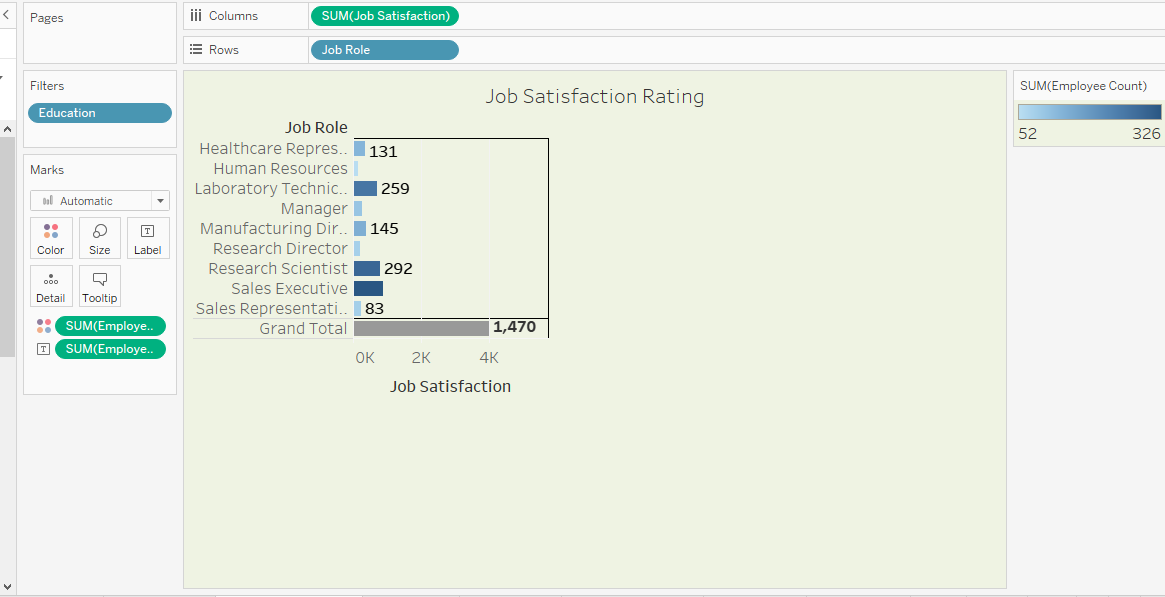 Pages
Columns
SUM(Job Satisfaction)
Rows
Job Role
Filters
Education
Marks
Automatic
Color
Size
T
Label
Detail
Tooltip
SUM(Employe..
T
SUM(Employe..
Job Satisfaction Rating
Job Role
Healthcare Repres.. 131
Human Resources
Laboratory Technic.. 259
Manager
Manufacturing Dir.. 145
Research Director
Research Scientist 292
Sales Executive
Sales Representati.. 83
Grand Total 1,470
0K 2K 4K
Job Satisfaction
SUM(Employee Count)
52 326